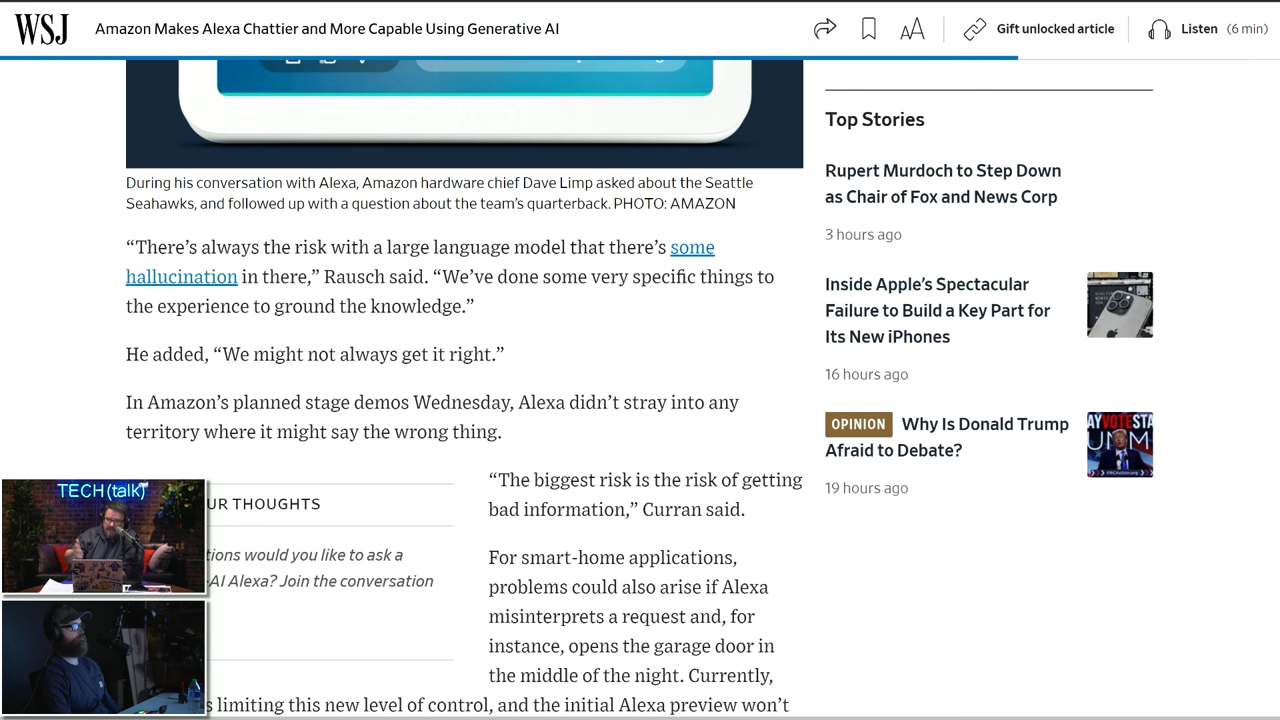 WSJ
Amazon Makes Alexa Chattier and More Capable Using Generative AI
AA
Gift unlocked article
Listen (6 min)
During his conversation with Alexa, Amazon hardware chief Dave Limp asked about the Seattle
Seahawks, and followed up with a question about the team’s quarterback. PHOTO: AMAZON
“There’s always the risk with a large language model that there’s some
hallucination in there,” Rausch said. “We’ve done some very specific things to
the experience to ground the knowledge.”
He added, “We might not always get it right.”
In Amazon’s planned stage demos Wednesday, Alexa didn’t stray into any
territory where it might say the wrong thing.
UR THOUGHTS
tions would you like to ask a
-AI Alexa? Join the conversation
“The biggest risk is the risk of getting
bad information,” Curran said.
For smart-home applications,
problems could also arise if Alexa
misinterprets a request and, for
instance, opens the garage door in
the middle of the night. Currently,
s limiting this new level of control, and the initial Alexa preview won’t
Top Stories
Rupert Murdoch to Step Down
as Chair of Fox and News Corp
3 hours ago
Inside Apple’s Spectacular
Failure to Build a Key Part for
Its New iPhones
16 hours ago
OPINION Why Is Donald Trump
Afraid to Debate?
19 hours ago
TECH(talk)